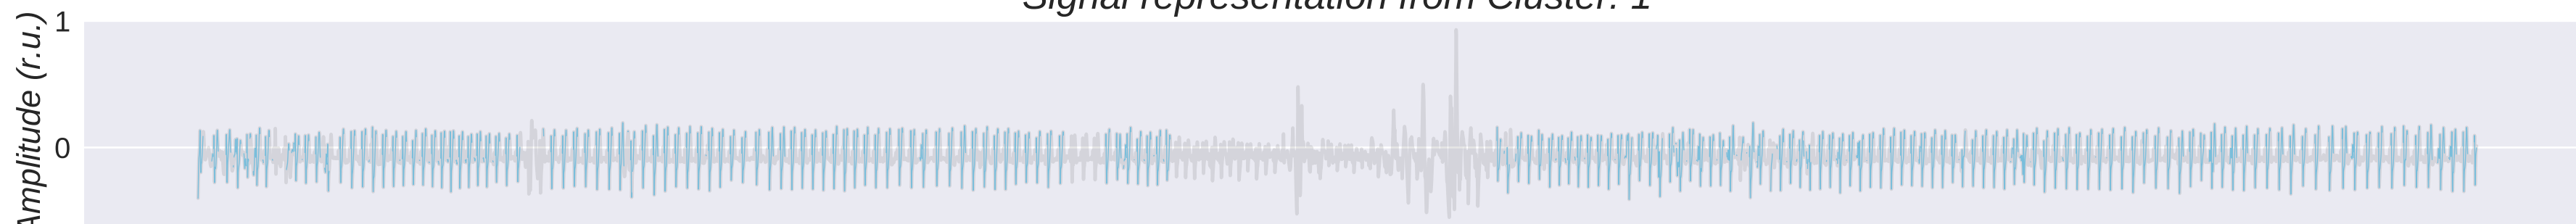 Signal representation from Cluster: 1
Amplitude (r.u.)
1
0